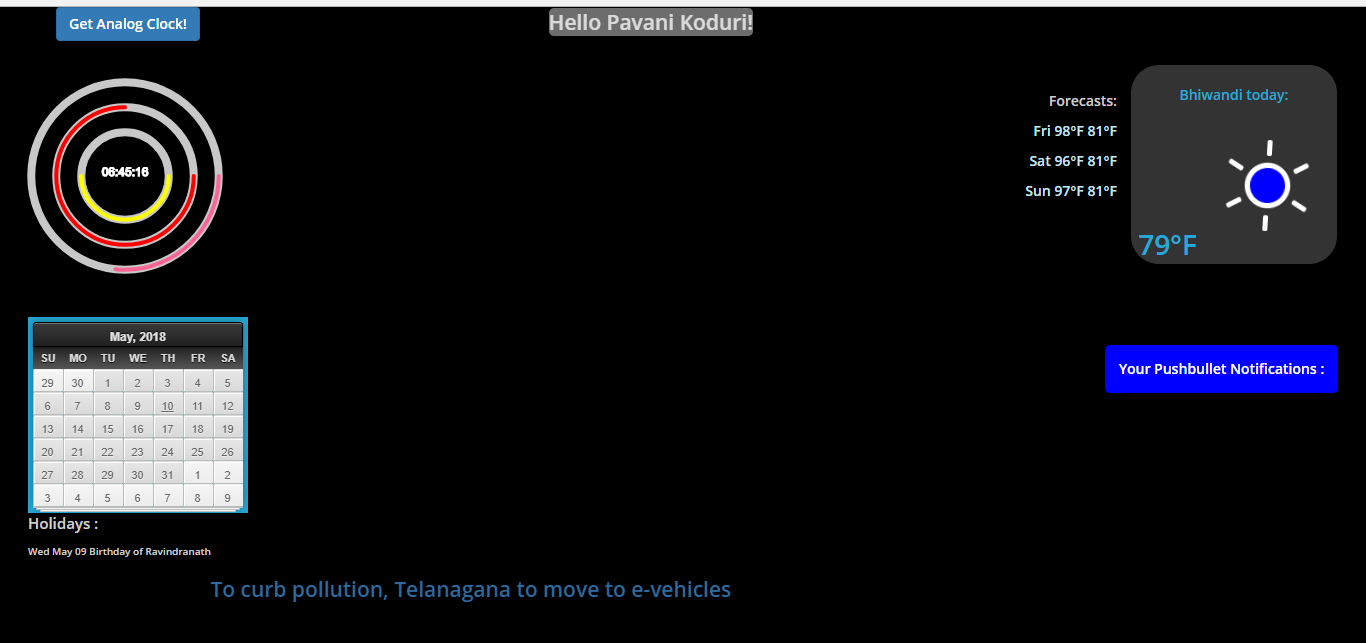 Get Analog Clock!
Hello Pavani Koduri!
06:45:16
Forecasts:
Fri 98°F 81°F
Sat 96°F 81°F
Sun 97°F 81°F
Bhiwandi today:
79°F
May, 2018
SU MO TU WE TH FR SA
29 30 1 2 3 4 5
6 7 8 9 10 11 12
13 14 15 16 17 18 19
20 21 22 23 24 25 26
27 28 29 30 31 1 2
3 4 5 6 7 8 9
Your Pushbullet Notifications :
Holidays :
Wed May 09 Birthday of Ravindranath
To curb pollution, Telanagana to move to e-vehicles